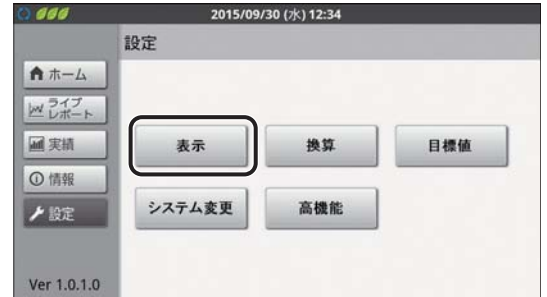 2015/09/30 (水) 12:34
設定
ホーム
ライブ
レポート
実績
情報
設定
表示
換算
目標値
システム変更
高機能
Ver 1.0.1.0